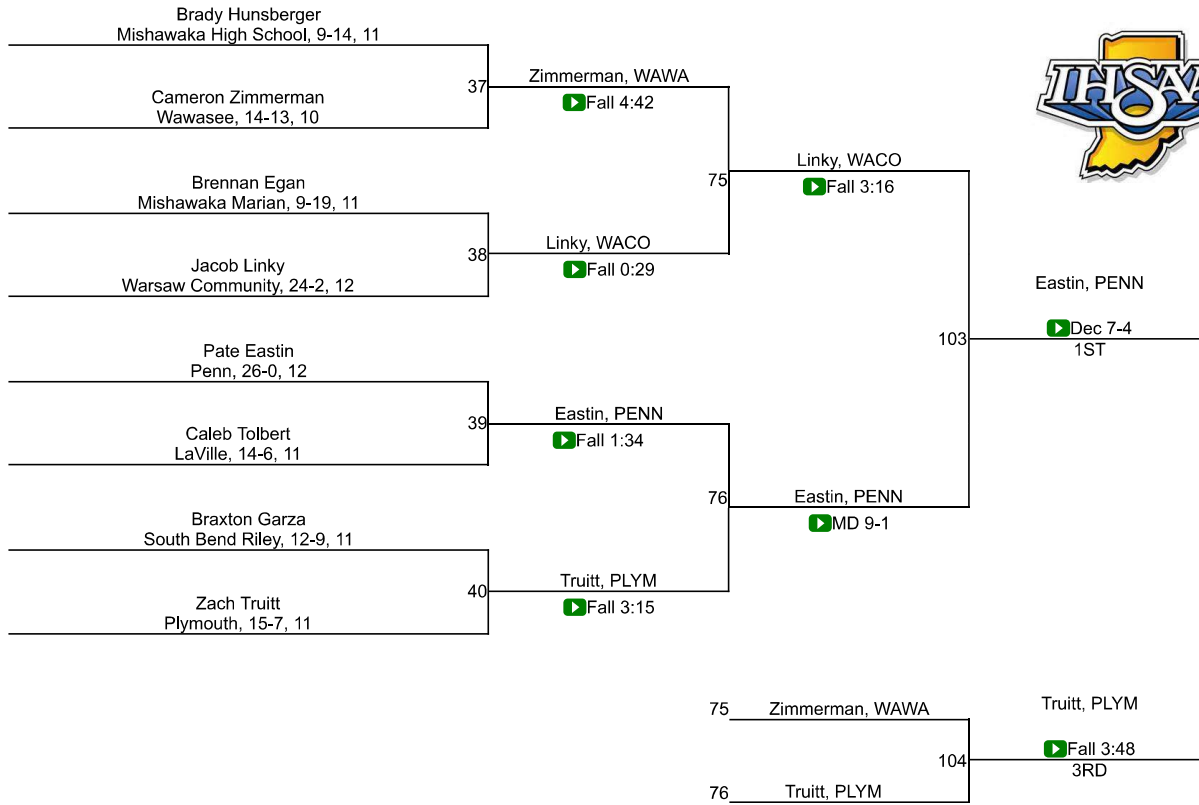 Brady Hunsberger
Mishawaka High School, 9-14, 11
37
Zimmerman, WAWA
Fall 4:42
Cameron Zimmerman
Wawasee, 14-13, 10
IHSAA
75
Linky, WACO
Fall 3:16
Brennan Egan
Mishawaka Marian, 9-19, 11
38
Linky, WACO
Fall 0:29
Jacob Linky
Warsaw Community, 24-2, 12
103
Eastin, PENN
Dec 7-4
1ST
Pate Eastin
Penn, 26-0, 12
39
Eastin, PENN
Fall 1:34
Caleb Tolbert
LaVille, 14-6, 11
76
Eastin, PENN
MD 9-1
Braxton Garza
South Bend Riley, 12-9, 11
40
Truitt, PLYM
Fall 3:15
Zach Truitt
Plymouth, 15-7, 11
75
Zimmerman, WAWA
104
Truitt, PLYM
Fall 3:48
3RD
76
Truitt, PLYM